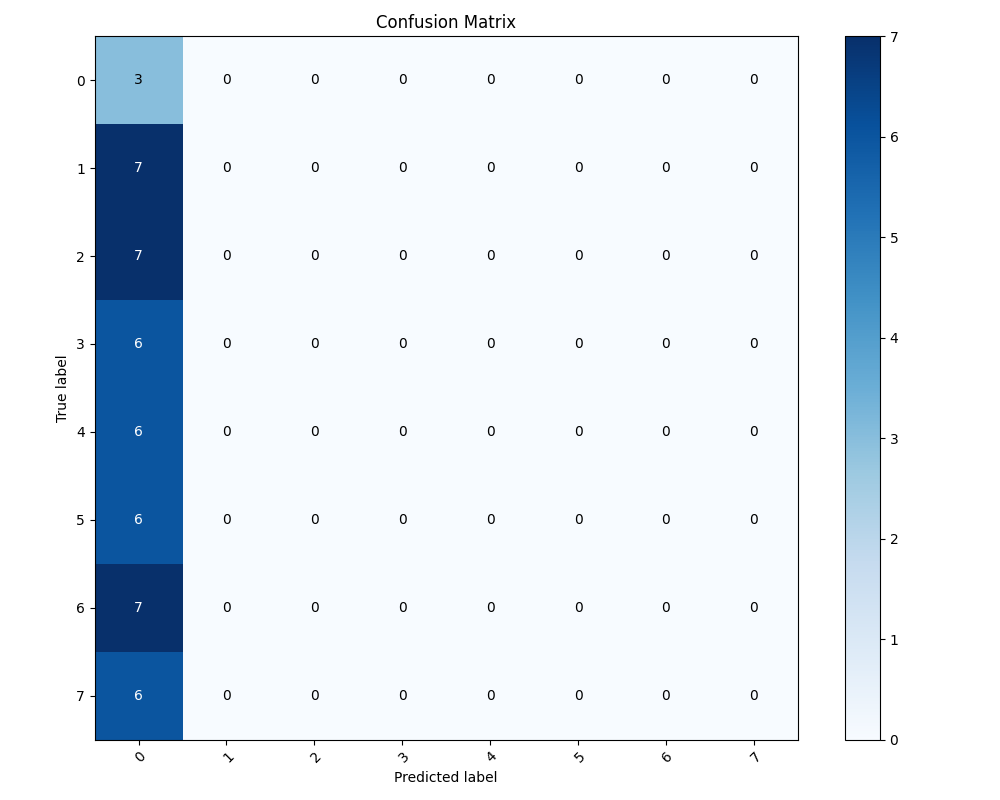 Confusion Matrix
0 3 0 0 0 0 0 0 0
1 7 0 0 0 0 0 0 0
2 7 0 0 0 0 0 0 0
3 6 0 0 0 0 0 0 0
4 6 0 0 0 0 0 0 0
5 6 0 0 0 0 0 0 0
6 7 0 0 0 0 0 0 0
7 6 0 0 0 0 0 0 0
True label
0 1 2 3 4 5 6 7
Predicted label
7
6
5
4
3
2
1
0